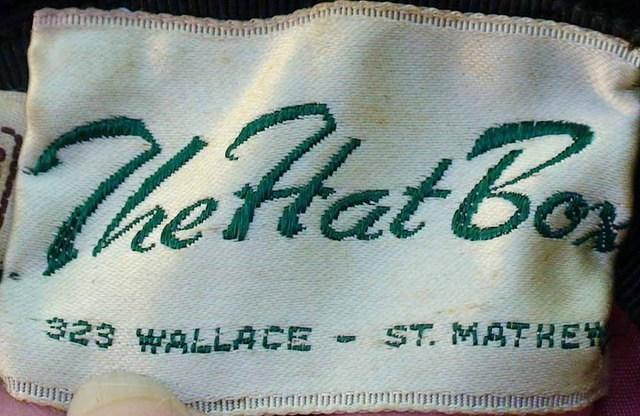 The Hat Box
323 WALLACE - ST. MATHEW